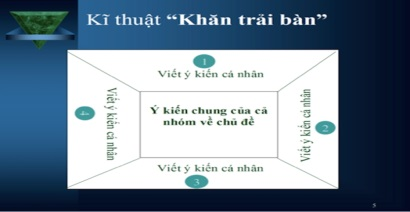 Kĩ thuật “Khăn trải bàn”
1
Viết ý kiến cá nhân
4
Viết ý kiến cá nhân
Ý kiến chung của cả
nhóm về chủ đề
Viết ý kiến cá nhân
2
Viết ý kiến cá nhân
3
5